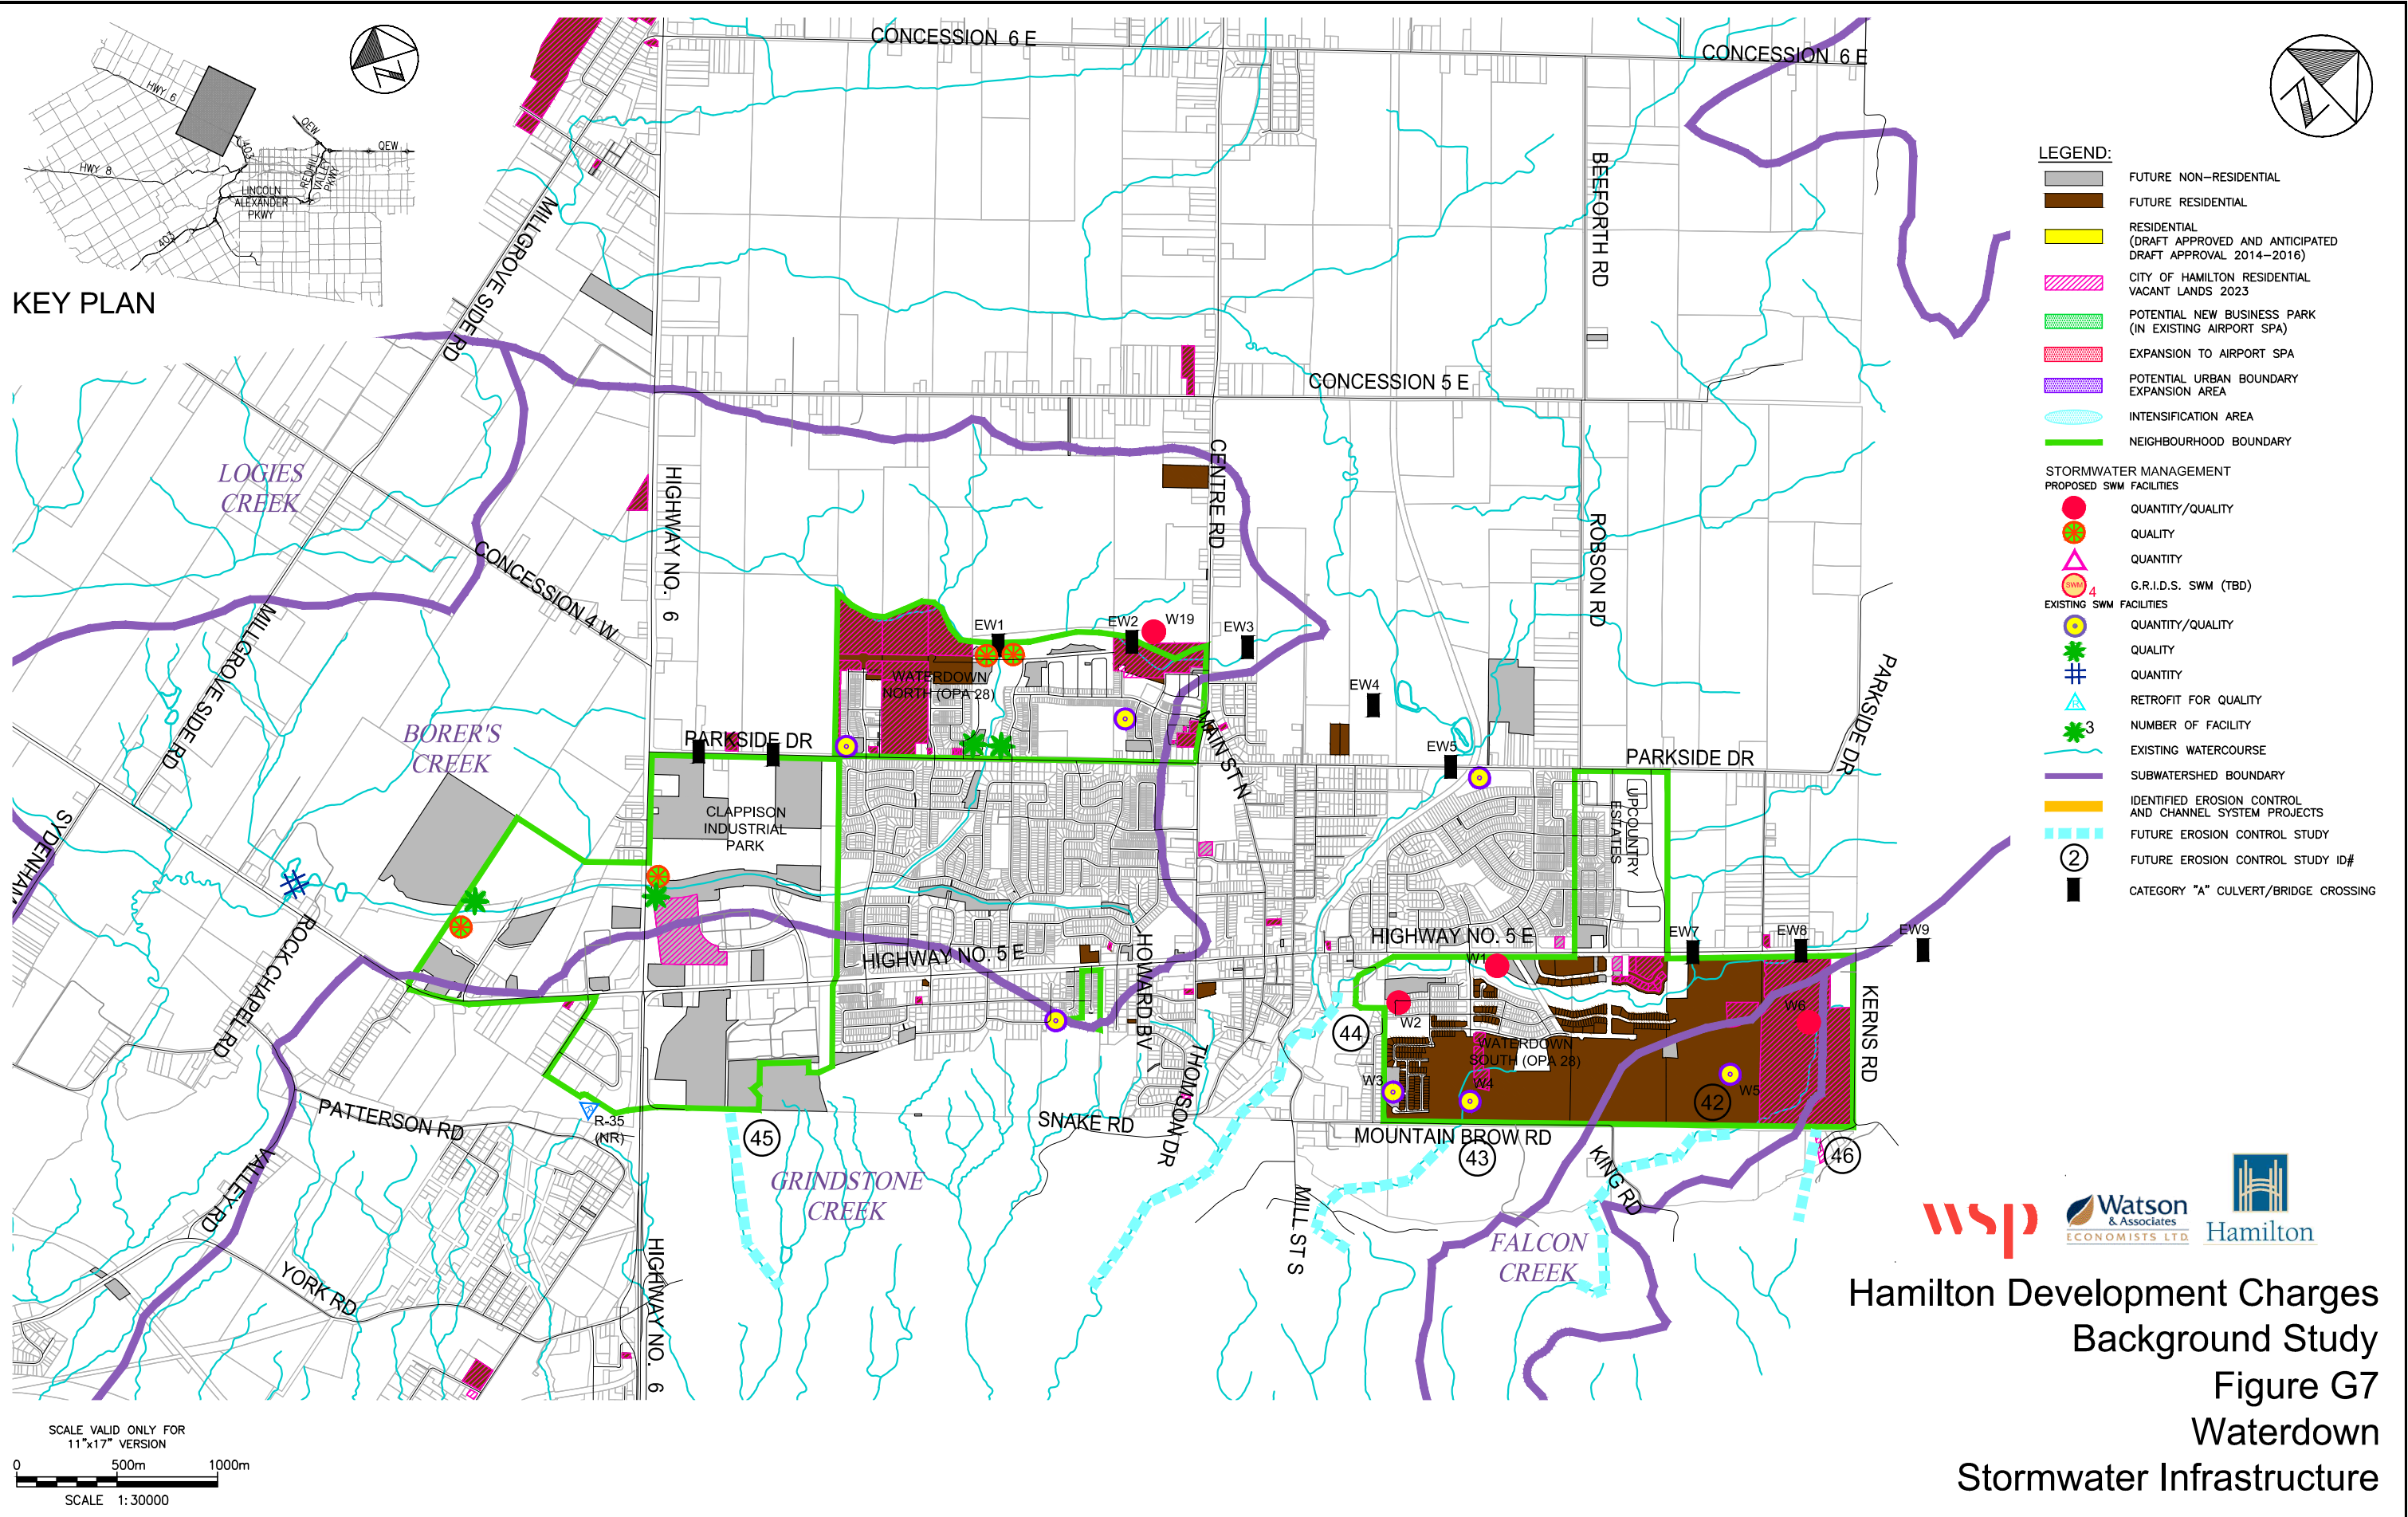 KEY PLAN
HWY 6
HWY 8
403
403
QEW
QEW
REDHILL
VALLEY
PKWY
LINCOLN
ALEXANDER
PKWY
N
N
CONCESSION 6 E
CONCESSION 6 E
MILLGROVE SIDE RD
BEEFORTH RD
CONCESSION 5 E
LOGIES
CREEK
HIGHWAY NO. 6
CENTRE RD
CONCESSION 4 W
ROBSON RD
MILLGROVE SIDE RD
EW1
EW2
W19
EW3
WATERDOWN
NORTH (OPA 28)
EW4
PARKSIDE DR
BORER'S
CREEK
PARKSIDE DR
MAIN ST N
EW5
PARKSIDE DR
CLAPPISON
INDUSTRIAL
PARK
UPCOUNTRY
ESTATES
SYDENHAM
ROCK CHAPEL RD
HIGHWAY NO. 5 E
HOWARD BV
HIGHWAY NO. 5 E
EW7
EW8
EW9
W1
W2
W6
KERNS RD
44
WATERDOWN
SOUTH (OPA 28)
W3
W4
W5
42
THOMSON DR
PATTERSON RD
R-35
(NR)
45
SNAKE RD
MOUNTAIN BROW RD
43
46
KING RD
VALLEY RD
GRINDSTONE
CREEK
MILL ST S
FALCON
CREEK
YORK RD
HIGHWAY NO. 6
LEGEND:
FUTURE NON-RESIDENTIAL
FUTURE RESIDENTIAL
RESIDENTIAL
(DRAFT APPROVED AND ANTICIPATED
DRAFT APPROVAL 2014-2016)
CITY OF HAMILTON RESIDENTIAL
VACANT LANDS 2023
POTENTIAL NEW BUSINESS PARK
(IN EXISTING AIRPORT SPA)
EXPANSION TO AIRPORT SPA
POTENTIAL URBAN BOUNDARY
EXPANSION AREA
INTENSIFICATION AREA
NEIGHBOURHOOD BOUNDARY
STORMWATER MANAGEMENT
PROPOSED SWM FACILITIES
QUANTITY/QUALITY
QUALITY
QUANTITY
SWM 4 G.R.I.D.S. SWM (TBD)
EXISTING SWM FACILITIES
QUANTITY/QUALITY
QUALITY
QUANTITY
R RETROFIT FOR QUALITY
3 NUMBER OF FACILITY
EXISTING WATERCOURSE
SUBWATERSHED BOUNDARY
IDENTIFIED EROSION CONTROL
AND CHANNEL SYSTEM PROJECTS
FUTURE EROSION CONTROL STUDY
2 FUTURE EROSION CONTROL STUDY ID#
CATEGORY "A" CULVERT/BRIDGE CROSSING
wsp
Watson
& Associates
ECONOMISTS LTD.
Hamilton
Hamilton Development Charges
Background Study
Figure G7
Waterdown
Stormwater Infrastructure
SCALE VALID ONLY FOR
11"x17" VERSION
0 500m 1000m
SCALE 1:30000